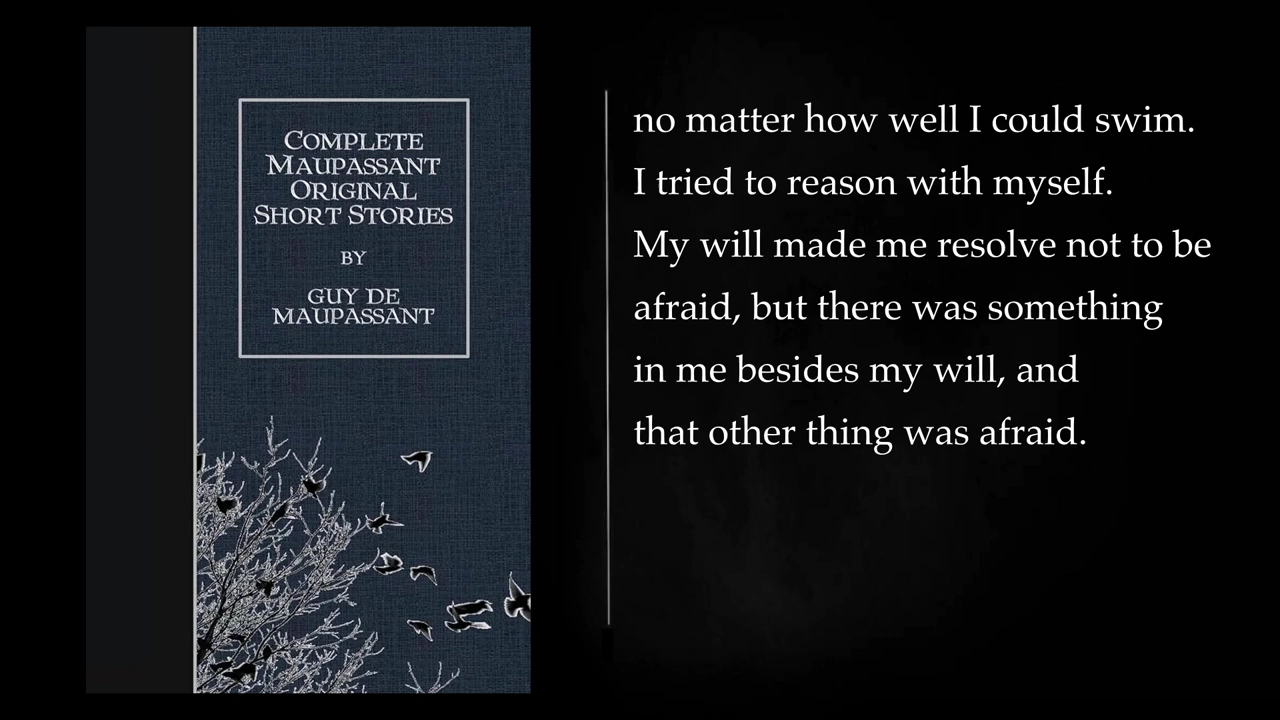 COMPLETE
MAUPASSANT
ORIGINAL
SHORT STORIES
BY
GUY DE
MAUPASSANT
no matter how well I could swim.
I tried to reason with myself.
My will made me resolve not to be
afraid, but there was something
in me besides my will, and
that other thing was afraid.